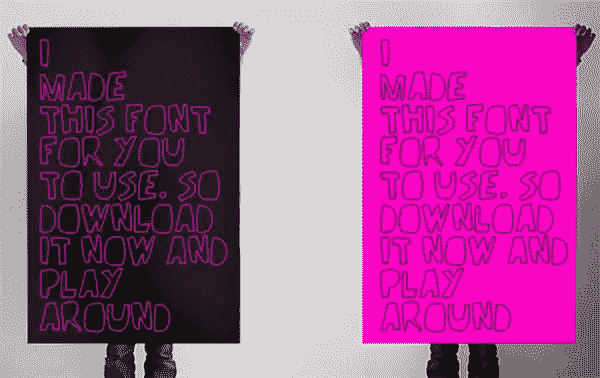 I
MADE
THIS FONT
FOR YOU
TO USE. SO
DOWNLOAD
IT NOW AND
PLAY
AROUND
I
MADE
THIS FONT
FOR YOU
TO USE. SO
DOWNLOAD
IT NOW AND
PLAY
AROUND